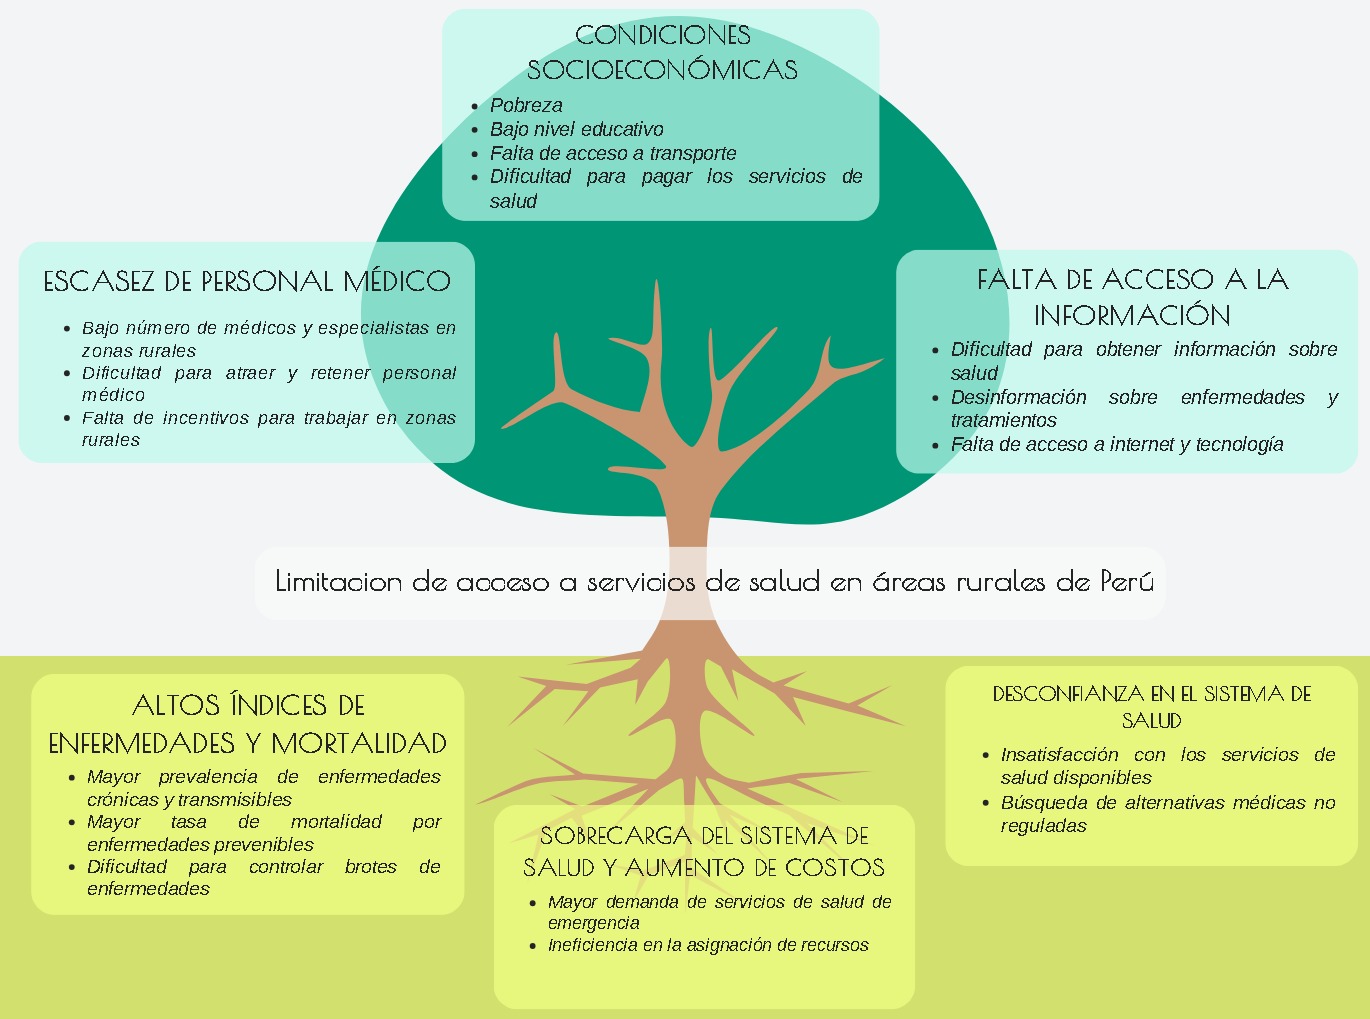 CONDICIONES
SOCIOECONÓMICAS
• Pobreza
• Bajo nivel educativo
• Falta de acceso a transporte
• Dificultad para pagar los servicios de
salud
ESCASEZ DE PERSONAL MÉDICO
• Bajo número de médicos y especialistas en
zonas rurales
• Dificultad para atraer y retener personal
médico
• Falta de incentivos para trabajar en zonas
rurales
FALTA DE ACCESO A LA
INFORMACIÓN
• Dificultad para obtener información sobre
salud
• Desinformación sobre enfermedades y
tratamientos
• Falta de acceso a internet y tecnología
Limitacion de acceso a servicios de salud en áreas rurales de Perú
ALTOS ÍNDICES DE
ENFERMEDADES Y MORTALIDAD
• Mayor prevalencia de enfermedades
crónicas y transmisibles
• Mayor tasa de mortalidad por
enfermedades prevenibles
• Dificultad para controlar brotes de
enfermedades
SOBRECARGA DEL SISTEMA DE
SALUD Y AUMENTO DE COSTOS
• Mayor demanda de servicios de salud de
emergencia
• Ineficiencia en la asignación de recursos
DESCONFIANZA EN EL SISTEMA DE
SALUD
• Insatisfacción con los servicios de
salud disponibles
• Búsqueda de alternativas médicas no
reguladas